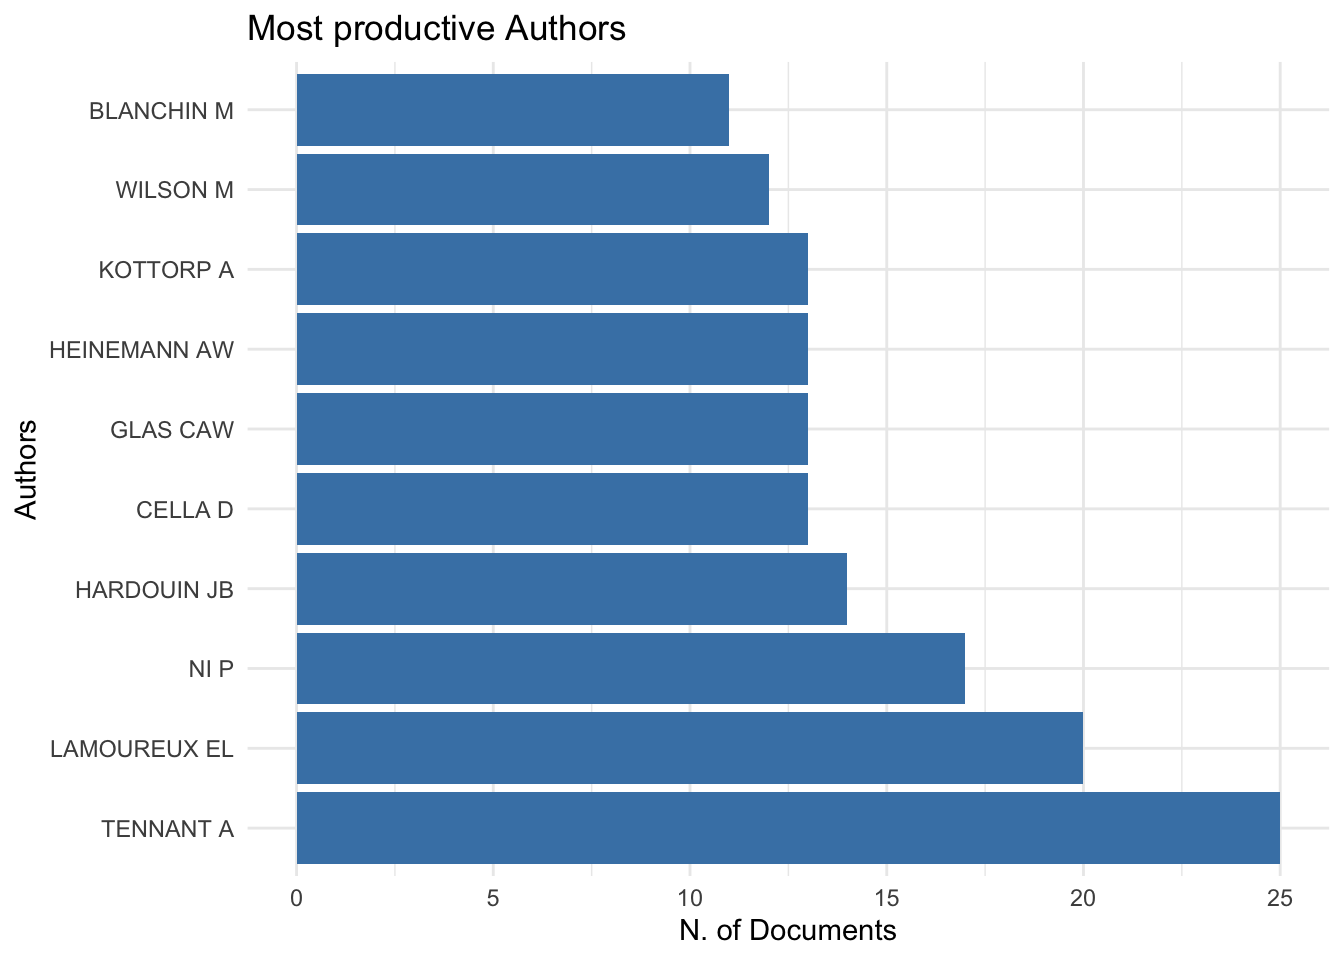 Most productive Authors
BLANCHIN M
WILSON M
KOTTORP A
HEINEMANN AW
GLAS CAW
CELLA D
HARDOUIN JB
NI P
LAMOUREUX EL
TENNANT A
Authors
0 5 10 15 20 25
N. of Documents